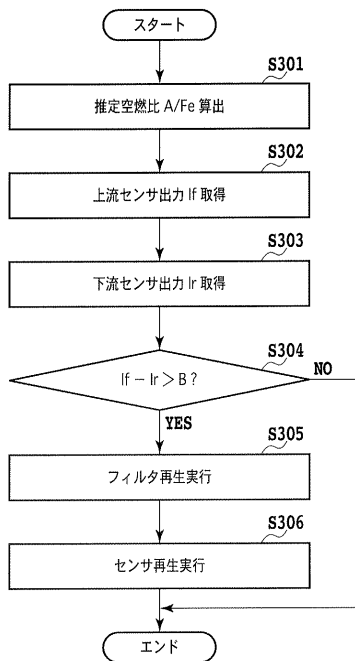 スタート
S301
推定空燃比 A/Fe 算出
S302
上流センサ出力 If 取得
S303
下流センサ出力 Ir 取得
S304
If − Ir > B ?
NO
YES
S305
フィルタ再生実行
S306
センサ再生実行
エンド